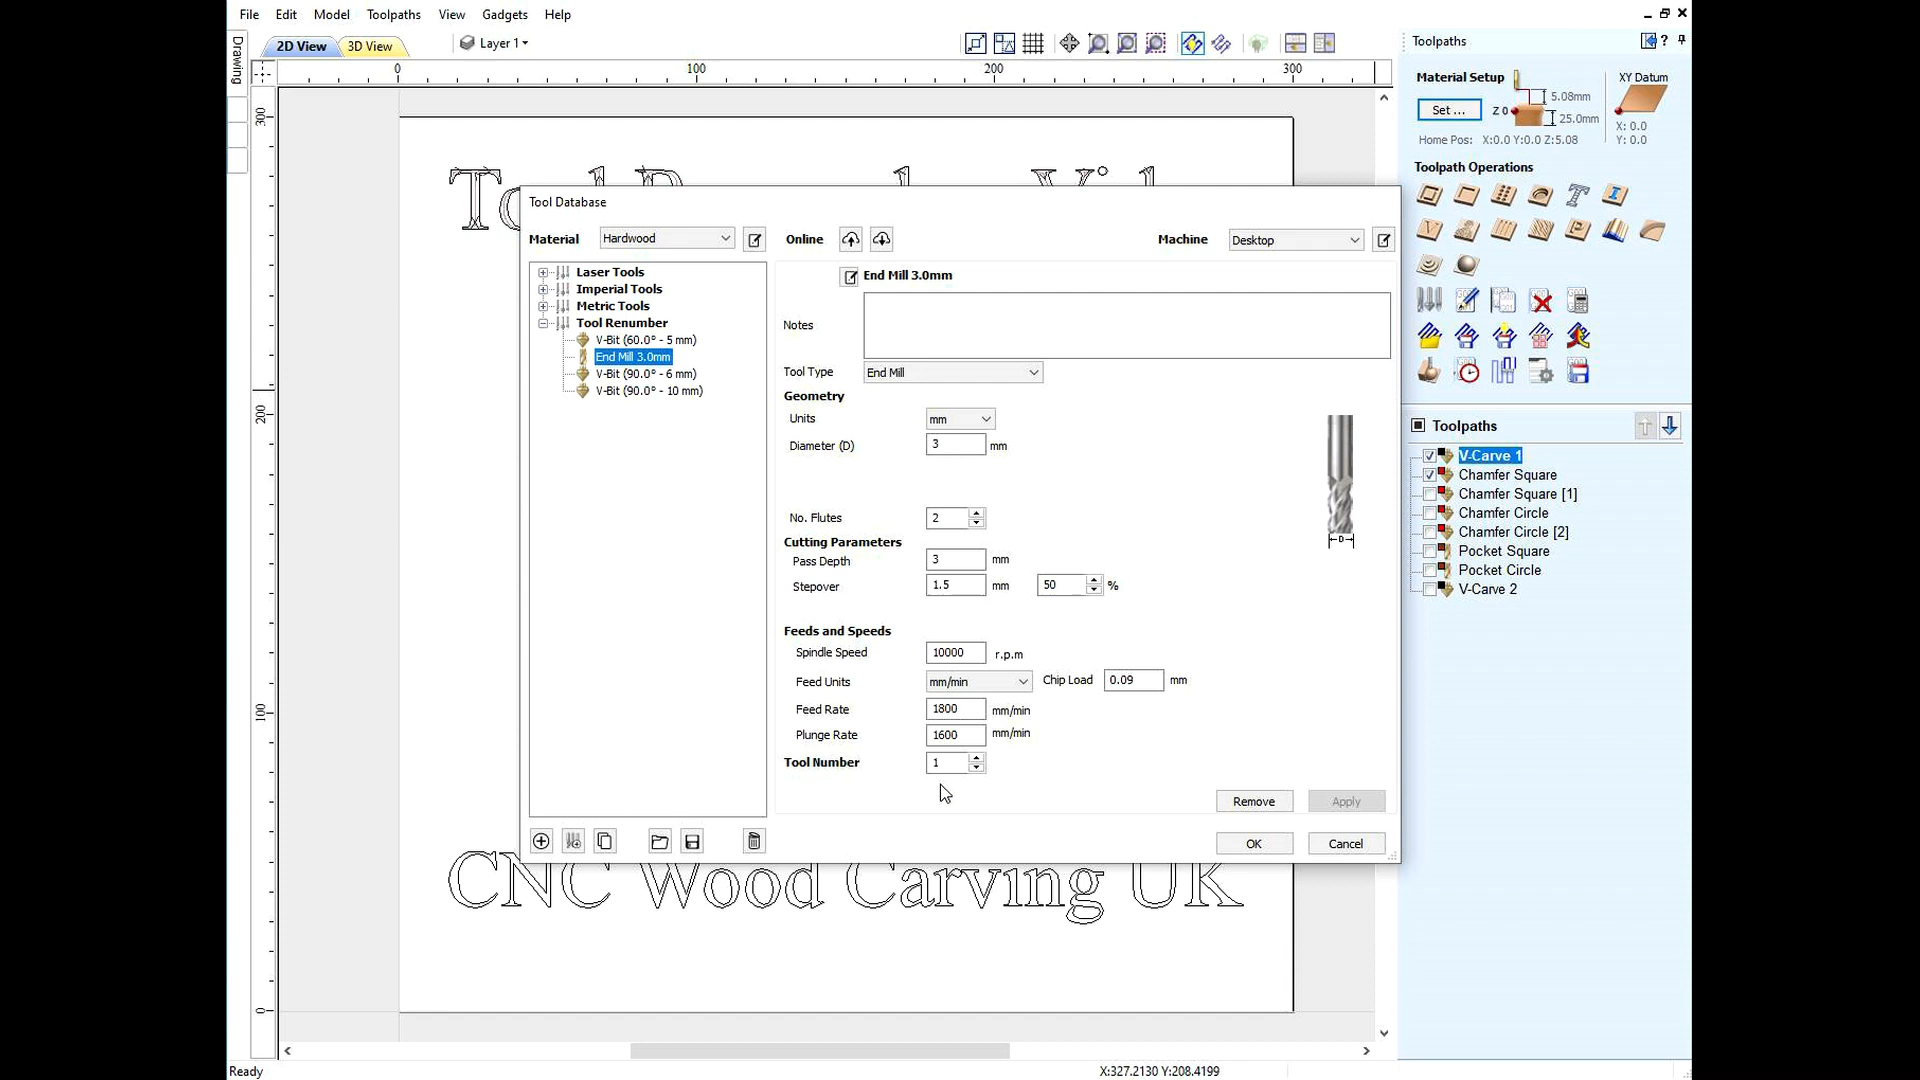 File Edit Model Toolpaths View Gadgets Help
Drawing
2D View 3D View Layer 1
0 100 200 300
300
200
100
0
Tool Database
Material Hardwood Online Machine Desktop
Laser Tools
Imperial Tools
Metric Tools
Tool Renumber
V-Bit (60.0° - 5 mm)
End Mill 3.0mm
V-Bit (90.0° - 6 mm)
V-Bit (90.0° - 10 mm)
End Mill 3.0mm
Notes
Tool Type End Mill
Geometry
Units mm
Diameter (D) 3 mm
No. Flutes 2
Cutting Parameters
Pass Depth 3 mm
Stepover 1.5 mm 50 %
Feeds and Speeds
Spindle Speed 10000 r.p.m
Feed Units mm/min Chip Load 0.09 mm
Feed Rate 1800 mm/min
Plunge Rate 1600 mm/min
Tool Number 1
D
Remove Apply
OK Cancel
CNC Wood Carving UK
Toolpaths
Material Setup XY Datum
Set ... Z 0 5.08mm
25.0mm
X: 0.0
Y: 0.0
Home Pos: X:0.0 Y:0.0 Z:5.08
Toolpath Operations
Toolpaths
V-Carve 1
Chamfer Square
Chamfer Square [1]
Chamfer Circle
Chamfer Circle [2]
Pocket Square
Pocket Circle
V-Carve 2
Ready X:327.2130 Y:208.4199